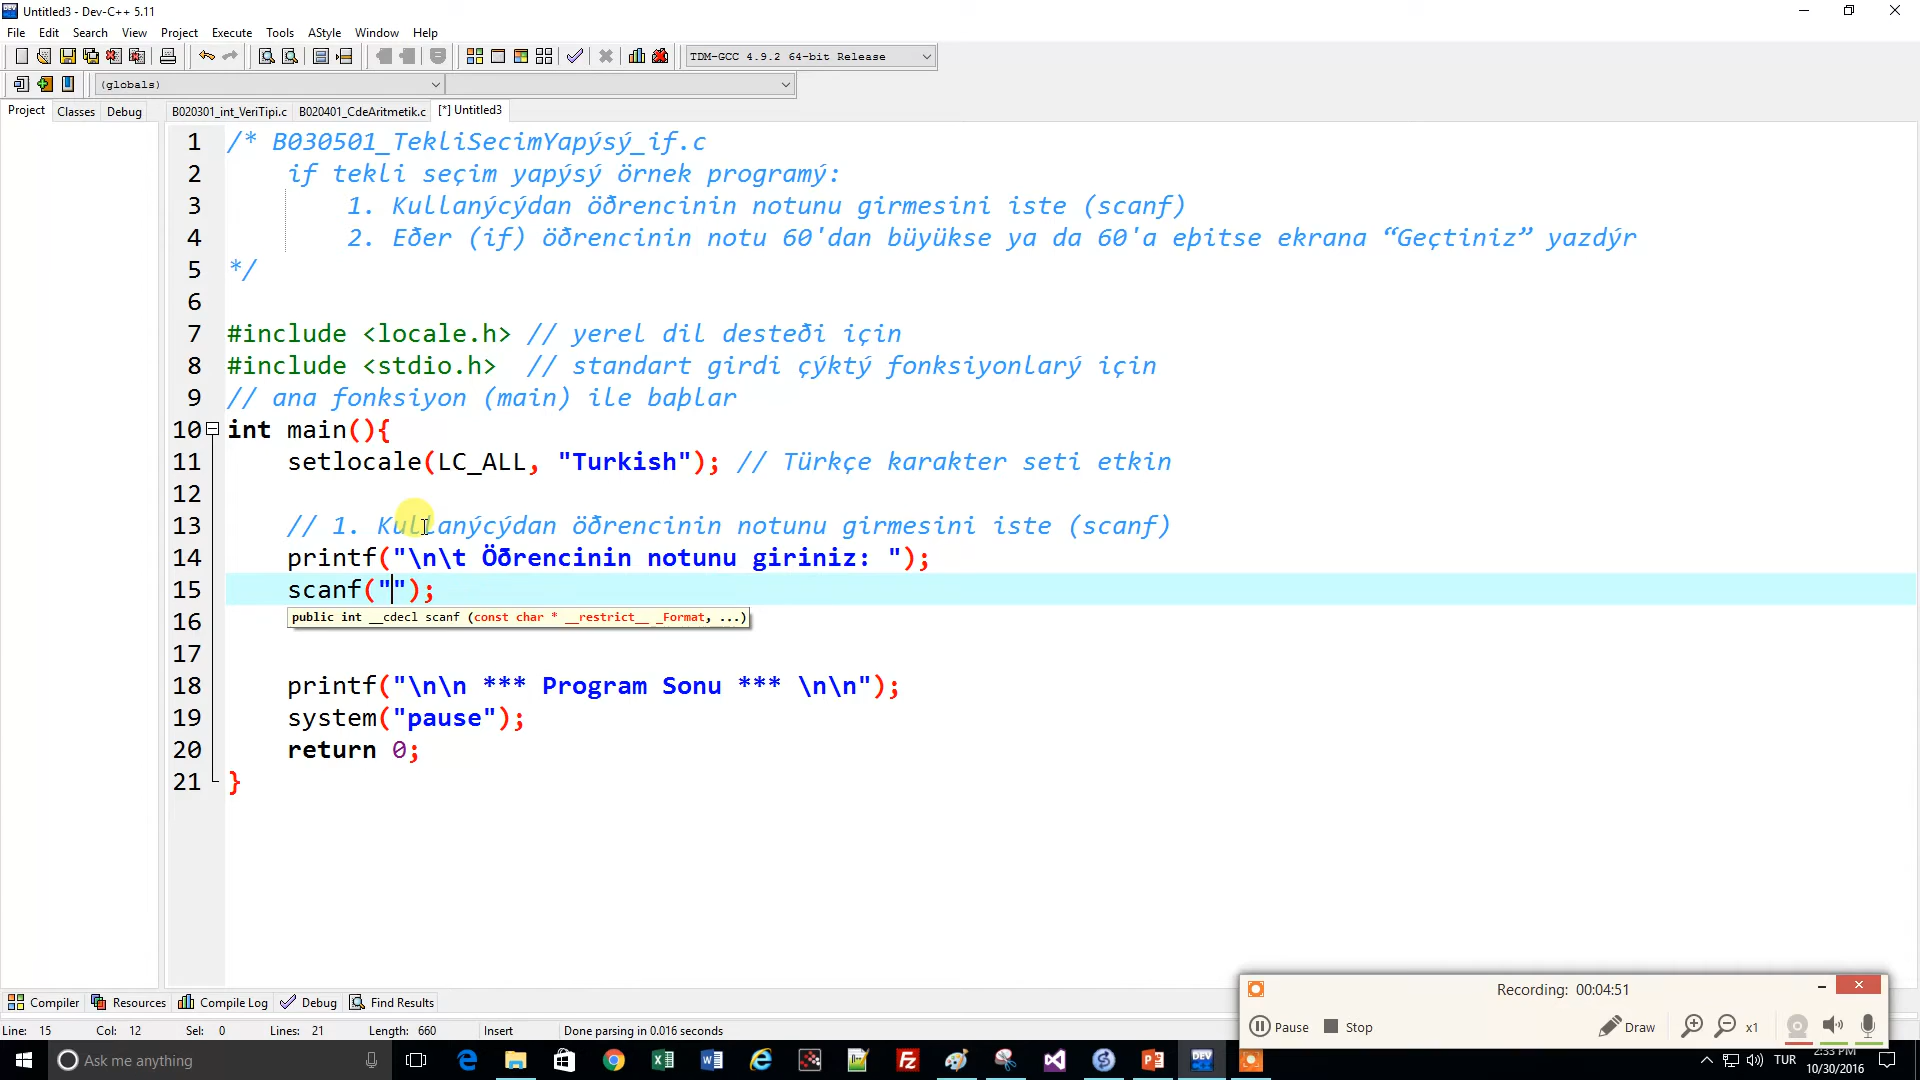 Untitled3 - Dev-C++ 5.11
File Edit Search View Project Execute Tools AStyle Window Help
TDM-GCC 4.9.2 64-bit Release
(globals)
Project Classes Debug B020301_int_VeriTipi.c B020401_CdeAritmetik.c [*] Untitled3
1 /* B030501_TekliSecimYapýsý_if.c
2 if tekli seçim yapýsý örnek programý:
3 1. Kullanýcýdan öðrencinin notunu girmesini iste (scanf)
4 2. Eðer (if) öðrencinin notu 60'dan büyükse ya da 60'a eþitse ekrana “Geçtiniz” yazdýr
5 */
6
7 #include <locale.h> // yerel dil desteði için
8 #include <stdio.h> // standart girdi çýktý fonksiyonlarý için
9 // ana fonksiyon (main) ile baþlar
10 int main(){
11 setlocale(LC_ALL, "Turkish"); // Türkçe karakter seti etkin
12
13 // 1. Kullanýcýdan öðrencinin notunu girmesini iste (scanf)
14 printf("\n\t Öðrencinin notunu giriniz: ");
15 scanf("");
public int __cdecl scanf (const char * __restrict__ _Format, ...)
16
17
18 printf("\n\n *** Program Sonu *** \n\n");
19 system("pause");
20 return 0;
21 }
Recording: 00:04:51
Pause Stop Draw x1
Compiler Resources Compile Log Debug Find Results
Line: 15 Col: 12 Sel: 0 Lines: 21 Length: 660 Insert Done parsing in 0.016 seconds
Ask me anything
TUR
2:33 PM
10/30/2016